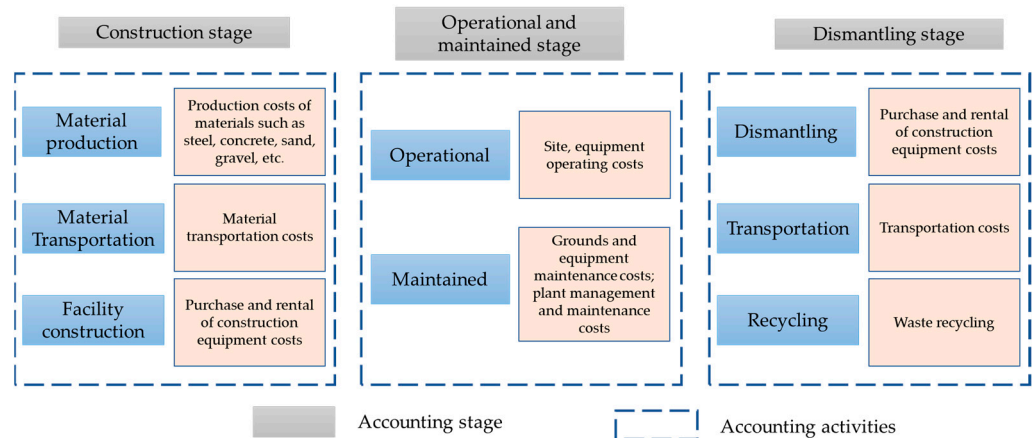 Construction stage
Operational and
maintained stage
Dismantling stage
Material
production
Production costs of
materials such as
steel, concrete, sand,
gravel, etc.
Material
Transportation
Material
transportation costs
Facility
construction
Purchase and rental
of construction
equipment costs
Operational
Site, equipment
operating costs
Maintained
Grounds and
equipment
maintenance costs;
plant management
and maintenance
costs
Dismantling
Purchase and rental
of construction
equipment costs
Transportation
Transportation costs
Recycling
Waste recycling
Accounting stage
Accounting activities